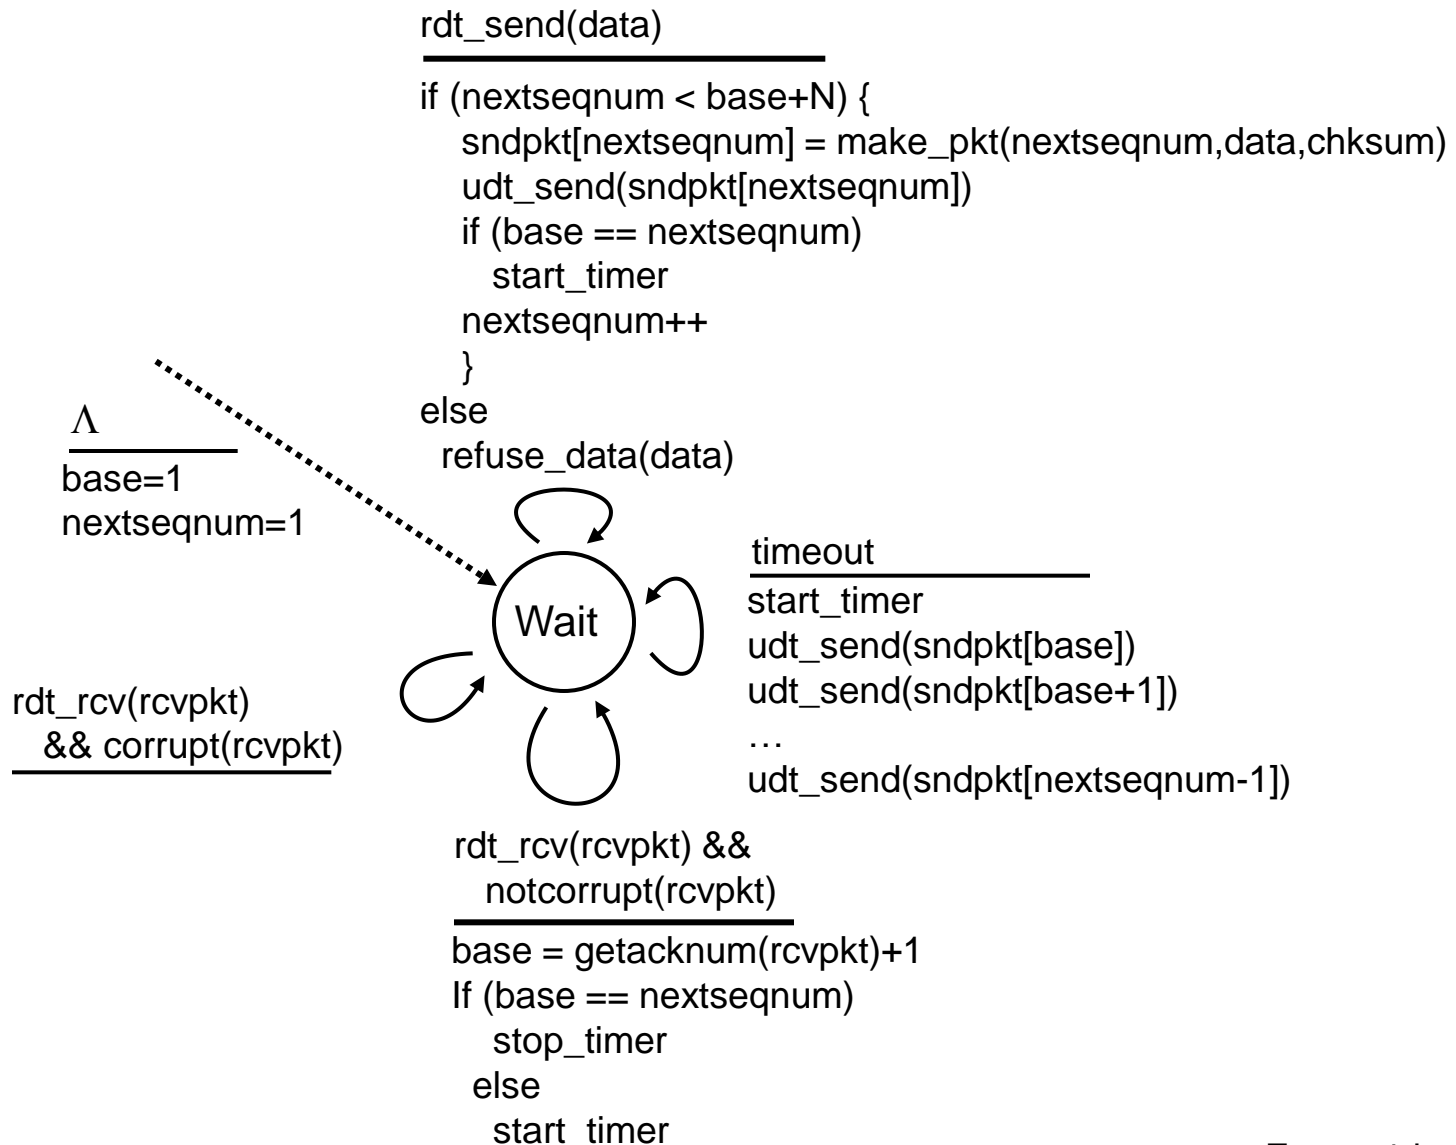 rdt_send(data)
if (nextseqnum < base+N) {
sndpkt[nextseqnum] = make_pkt(nextseqnum,data,chksum)
udt_send(sndpkt[nextseqnum])
if (base == nextseqnum)
start_timer
nextseqnum++
}
else
refuse_data(data)
Λ
base=1
nextseqnum=1
Wait
timeout
start_timer
udt_send(sndpkt[base])
udt_send(sndpkt[base+1])
…
udt_send(sndpkt[nextseqnum-1])
rdt_rcv(rcvpkt)
&& corrupt(rcvpkt)
rdt_rcv(rcvpkt) &&
notcorrupt(rcvpkt)
base = getacknum(rcvpkt)+1
If (base == nextseqnum)
stop_timer
else
start_timer